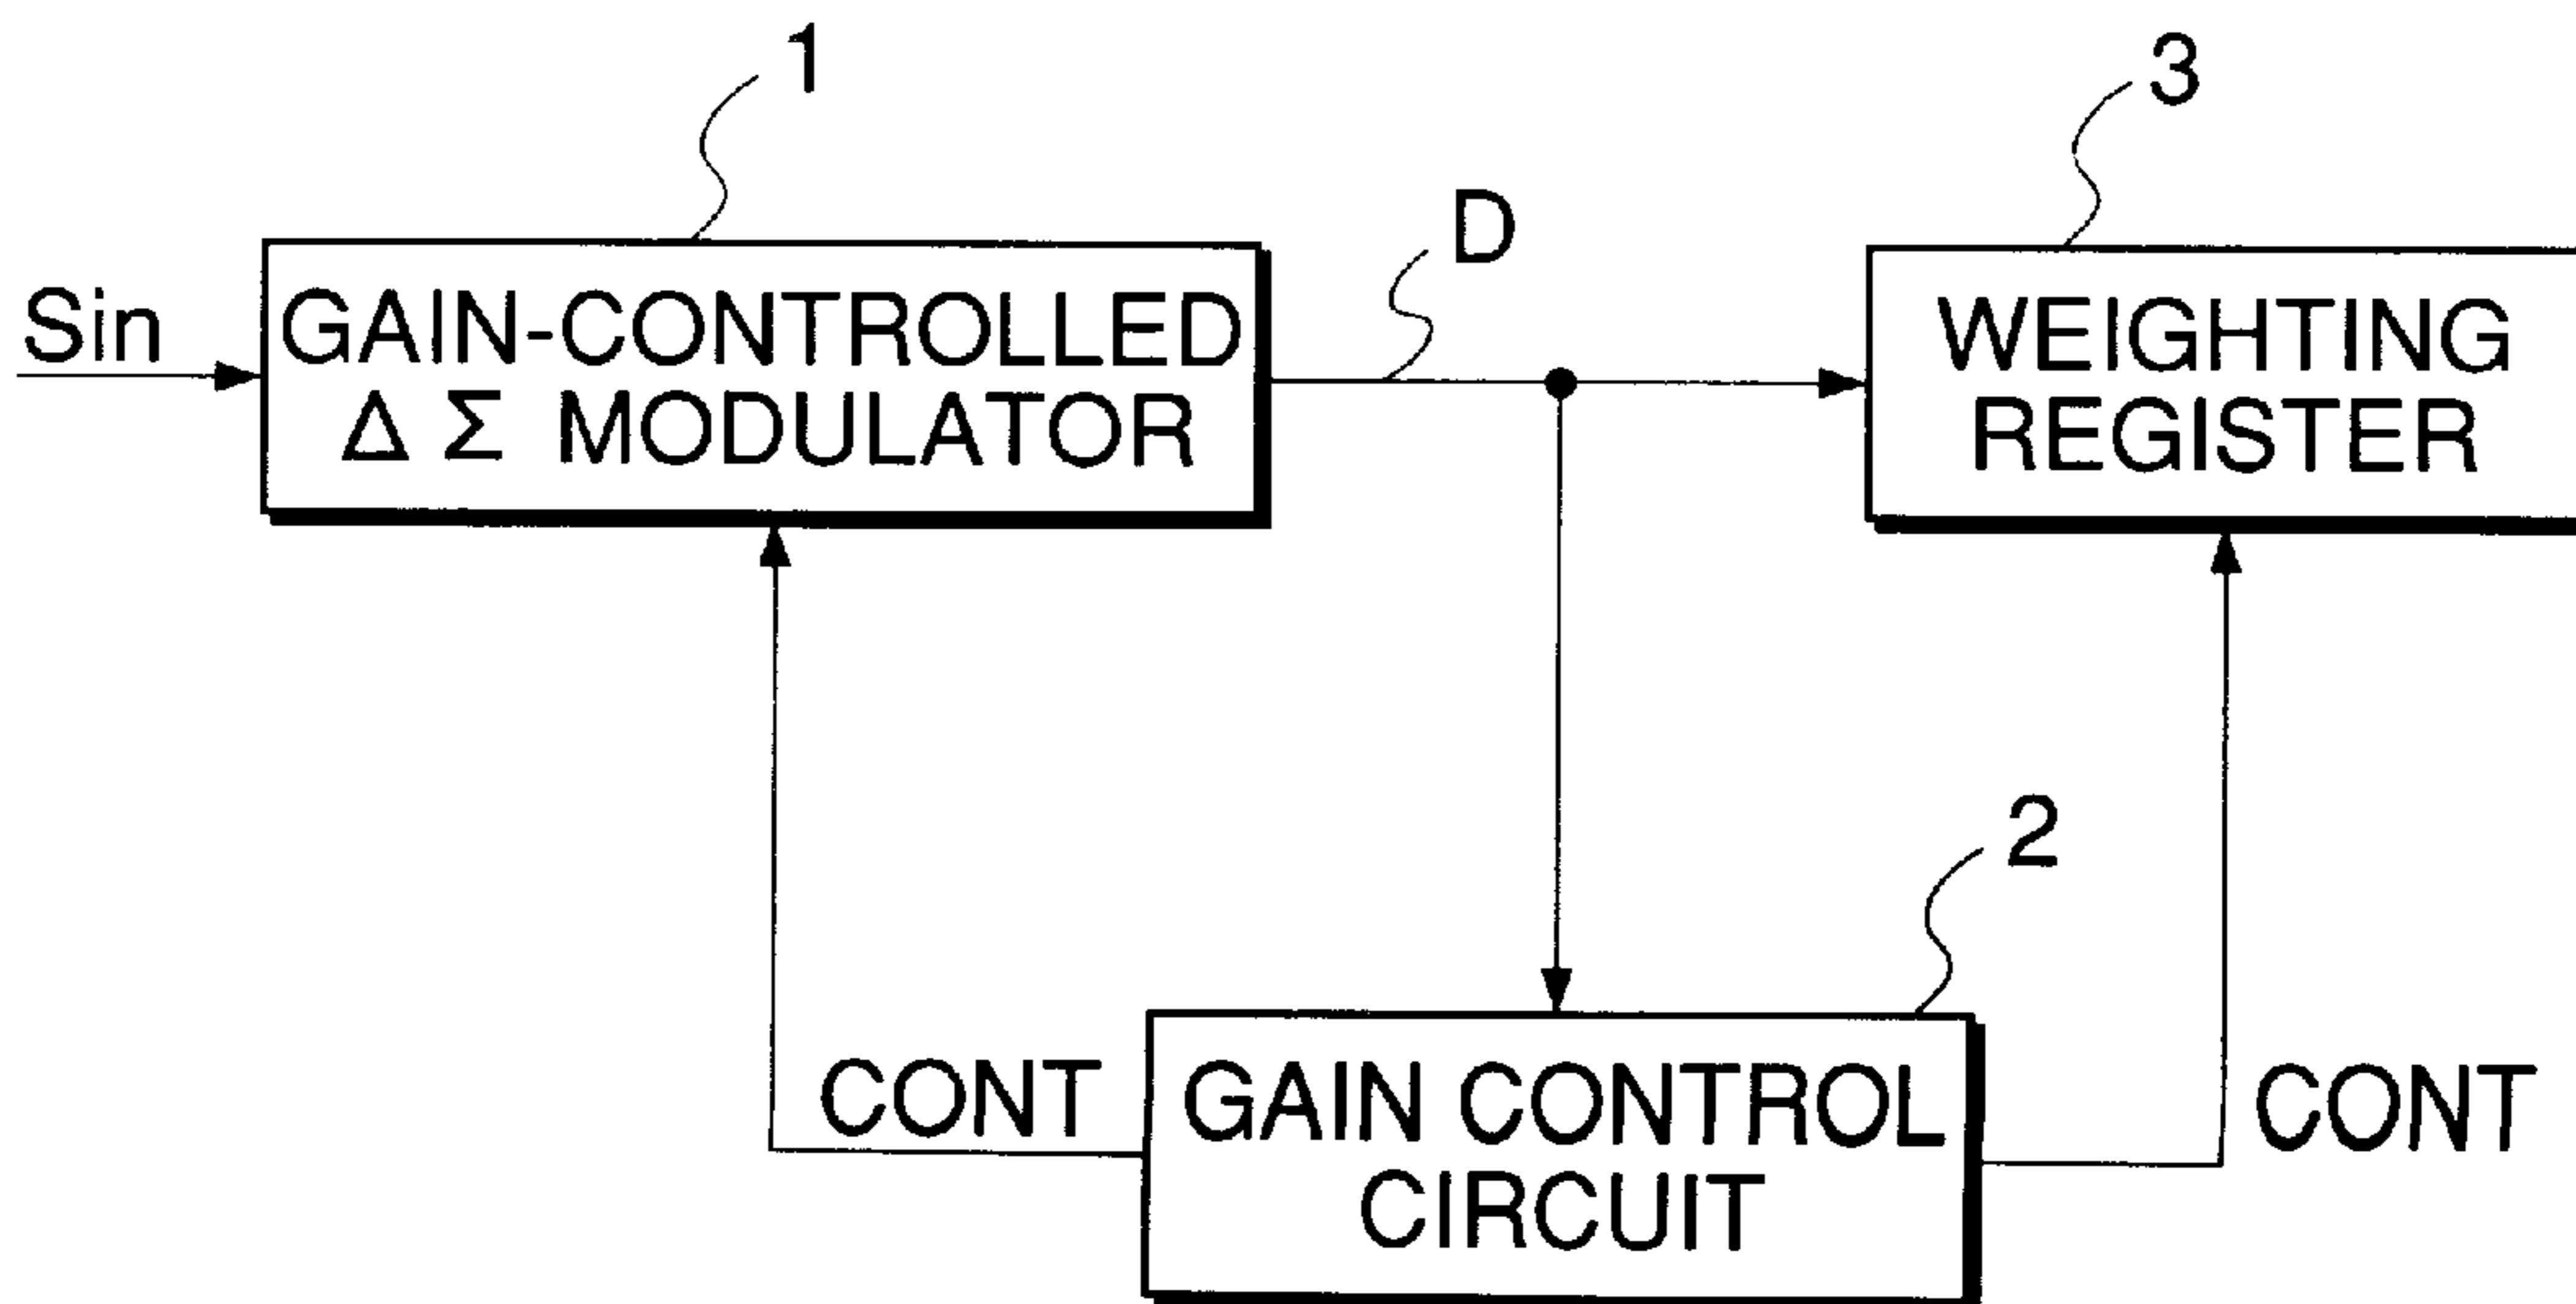 1
3
D
Sin
GAIN-CONTROLLED
Δ Σ MODULATOR
WEIGHTING
REGISTER
2
CONT
GAIN CONTROL
CIRCUIT
CONT